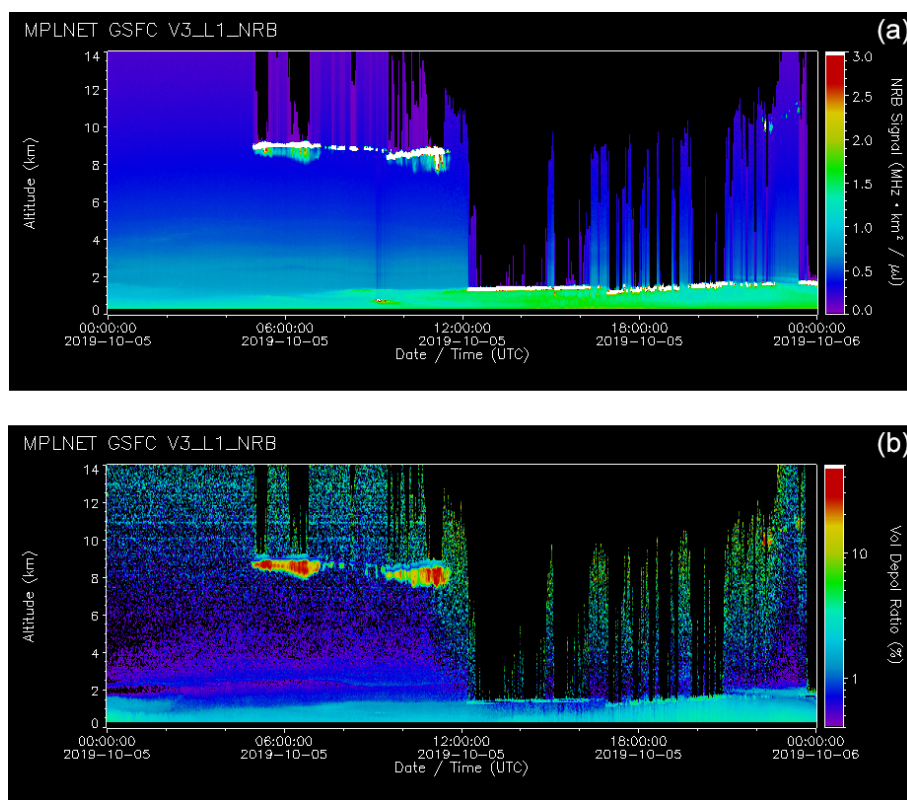 MPLNET GSFC V3_L1_NRB
(a)
14
12
10
8
6
4
2
0
Altitude (km)
3.0
2.5
2.0
1.5
1.0
0.5
0.0
NRB Signal (MHz • km² / μJ)
00:00:00 06:00:00 12:00:00 18:00:00 00:00:00
2019-10-05 2019-10-05 2019-10-05 2019-10-05 2019-10-06
Date / Time (UTC)
MPLNET GSFC V3_L1_NRB
(b)
14
12
10
8
6
4
2
0
Altitude (km)
10
1
Vol Depol Ratio (%)
00:00:00 06:00:00 12:00:00 18:00:00 00:00:00
2019-10-05 2019-10-05 2019-10-05 2019-10-05 2019-10-06
Date / Time (UTC)